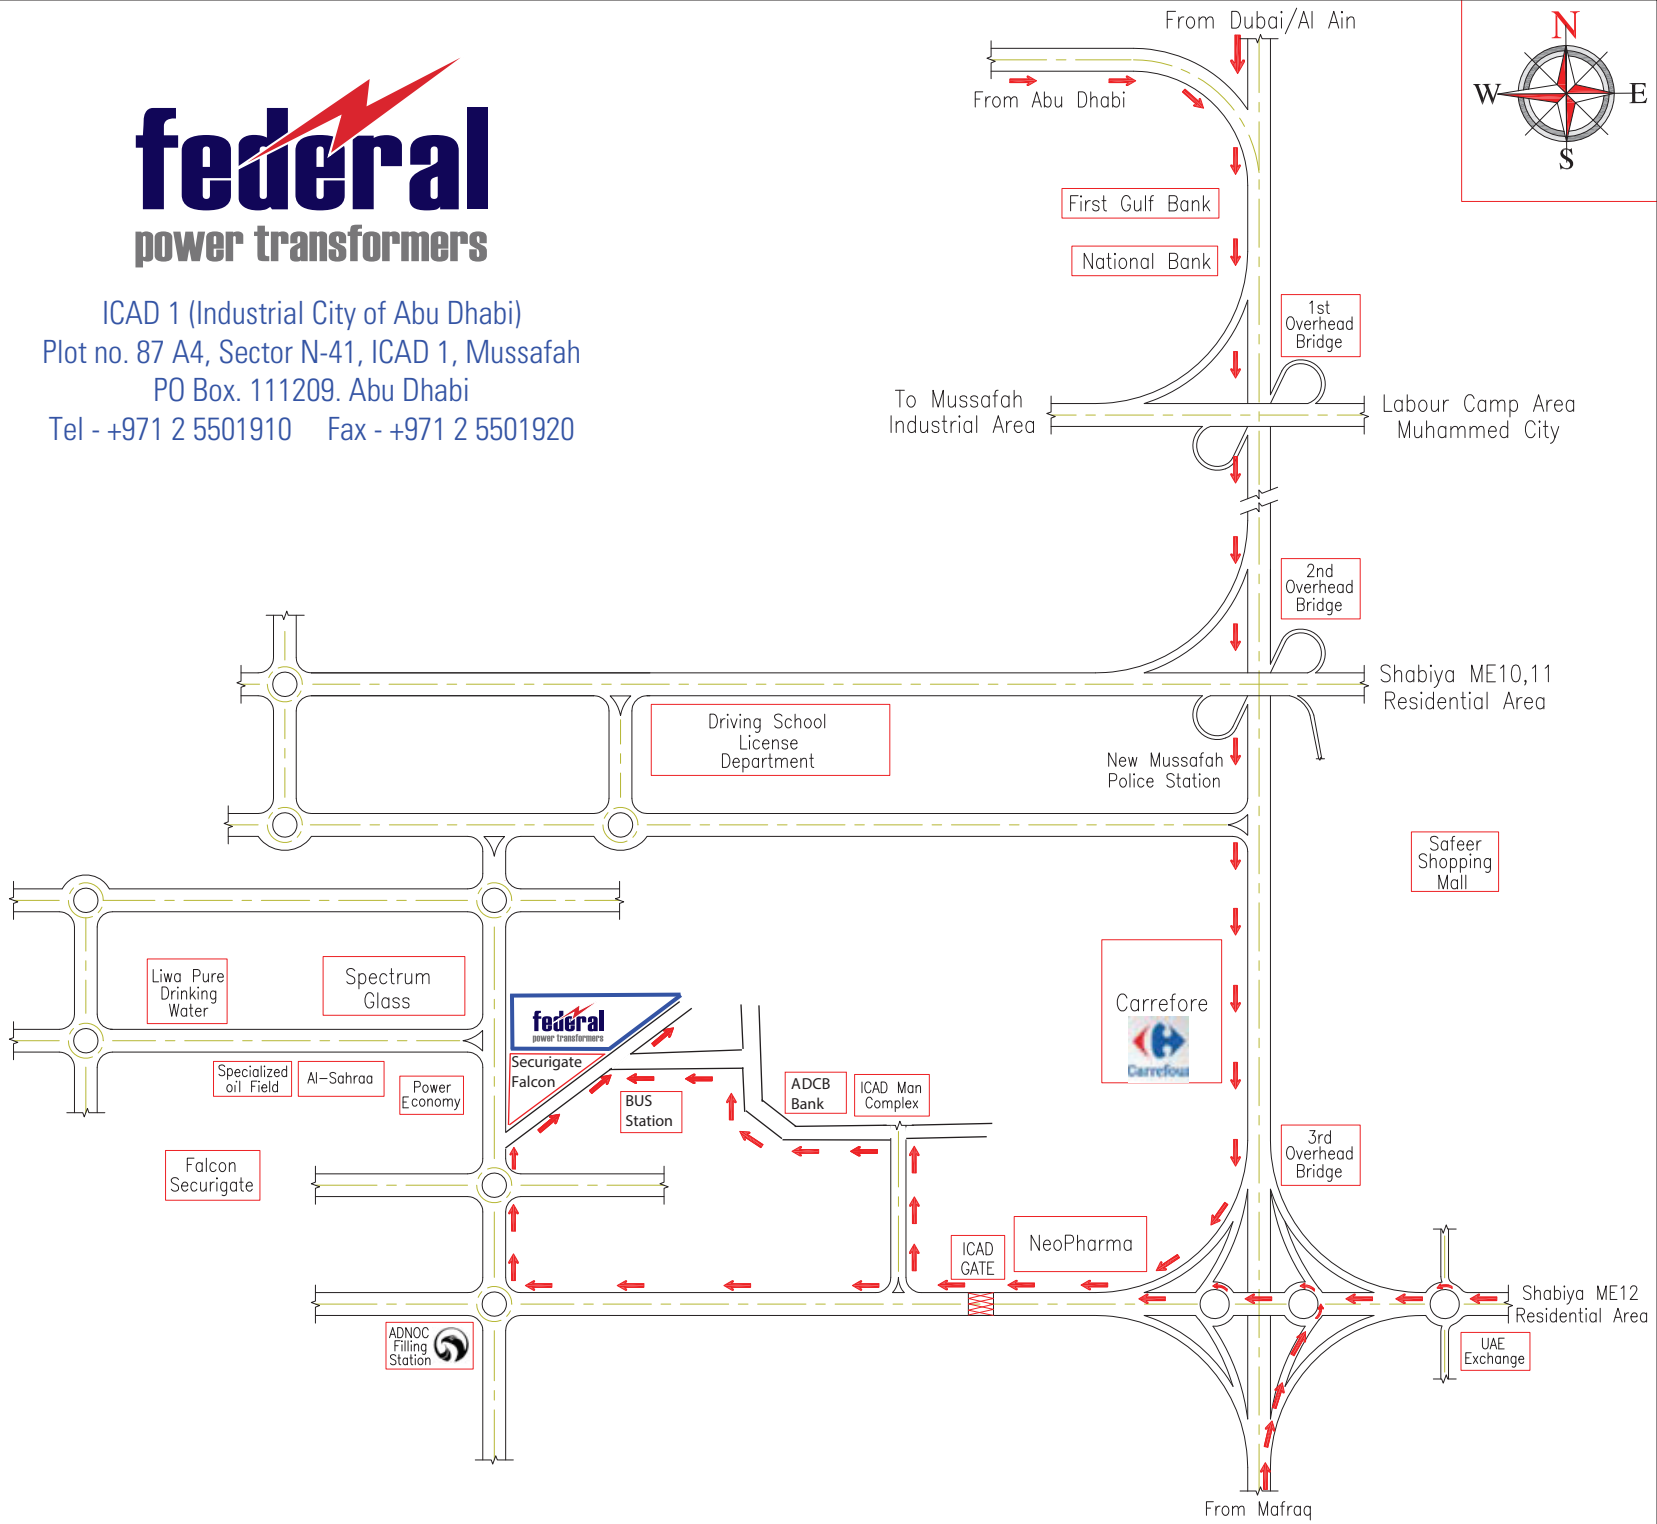 From Dubai/Al Ain
N
W
E
S
From Abu Dhabi
federal
power transformers
First Gulf Bank
National Bank
ICAD 1 (Industrial City of Abu Dhabi)
Plot no. 87 A4, Sector N-41, ICAD 1, Mussafah
PO Box. 111209. Abu Dhabi
Tel - +971 2 5501910 Fax - +971 2 5501920
1st
Overhead
Bridge
To Mussafah
Industrial Area
Labour Camp Area
Muhammed City
2nd
Overhead
Bridge
Shabiya ME10,11
Residential Area
Driving School
License
Department
New Mussafah
Police Station
Safeer
Shopping
Mall
Liwa Pure
Drinking
Water
Spectrum
Glass
federal
power transformers
Carrefore
Carrefour
Securigate
Falcon
Specialized
oil Field
Al-Sahraa
Power
Economy
BUS
Station
ADCB
Bank
ICAD Man
Complex
3rd
Overhead
Bridge
Falcon
Securigate
ICAD
GATE
NeoPharma
Shabiya ME12
Residential Area
ADNOC
Filling
Station
UAE
Exchange
From Mafraq